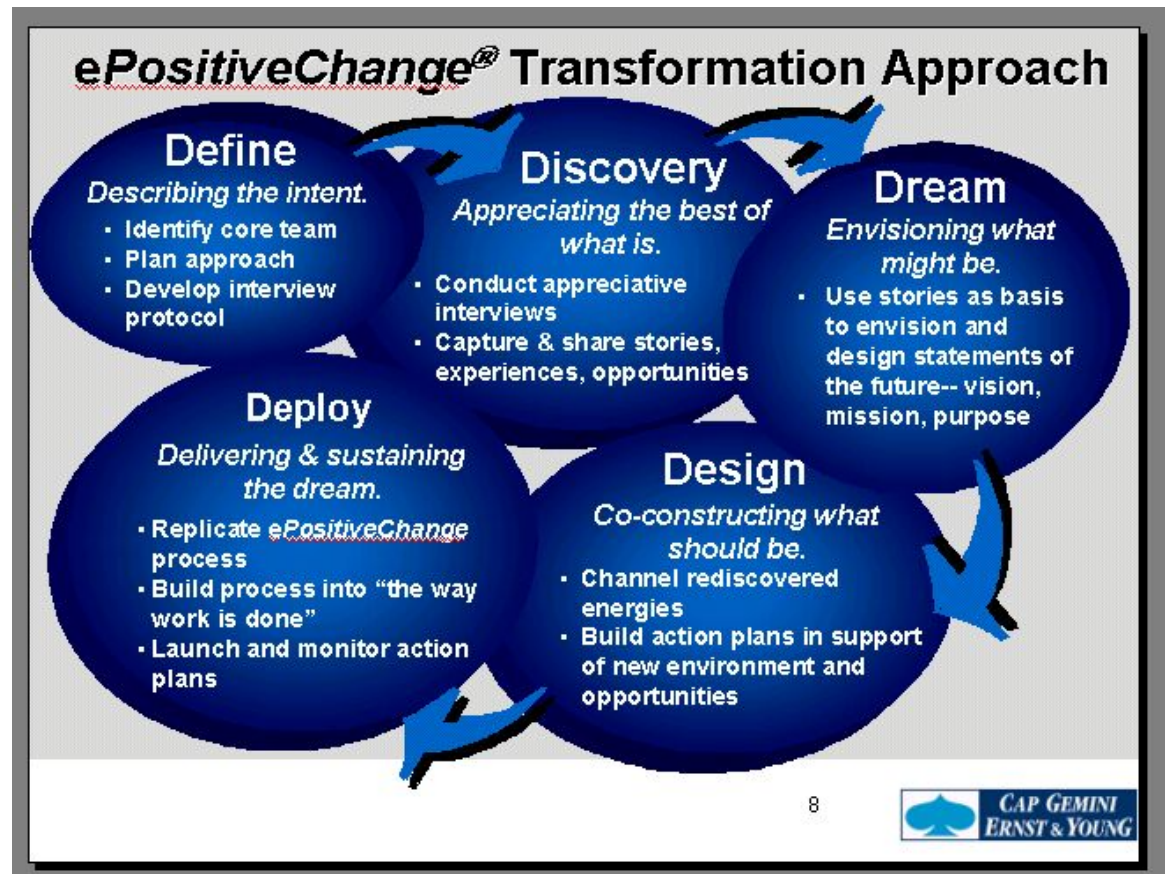 ePositiveChange® Transformation Approach
Define
Describing the intent.
▪ Identify core team
▪ Plan approach
▪ Develop interview
protocol
Discovery
Appreciating the best of
what is.
▪ Conduct appreciative
interviews
▪ Capture & share stories,
experiences, opportunities
Dream
Envisioning what
might be.
▪ Use stories as basis
to envision and
design statements of
the future-- vision,
mission, purpose
Design
Co-constructing what
should be.
▪ Channel rediscovered
energies
▪ Build action plans in support
of new environment and
opportunities
Deploy
Delivering & sustaining
the dream.
▪ Replicate ePositiveChange
process
▪ Build process into “the way
work is done”
▪ Launch and monitor action
plans
8
CAP GEMINI
ERNST & YOUNG